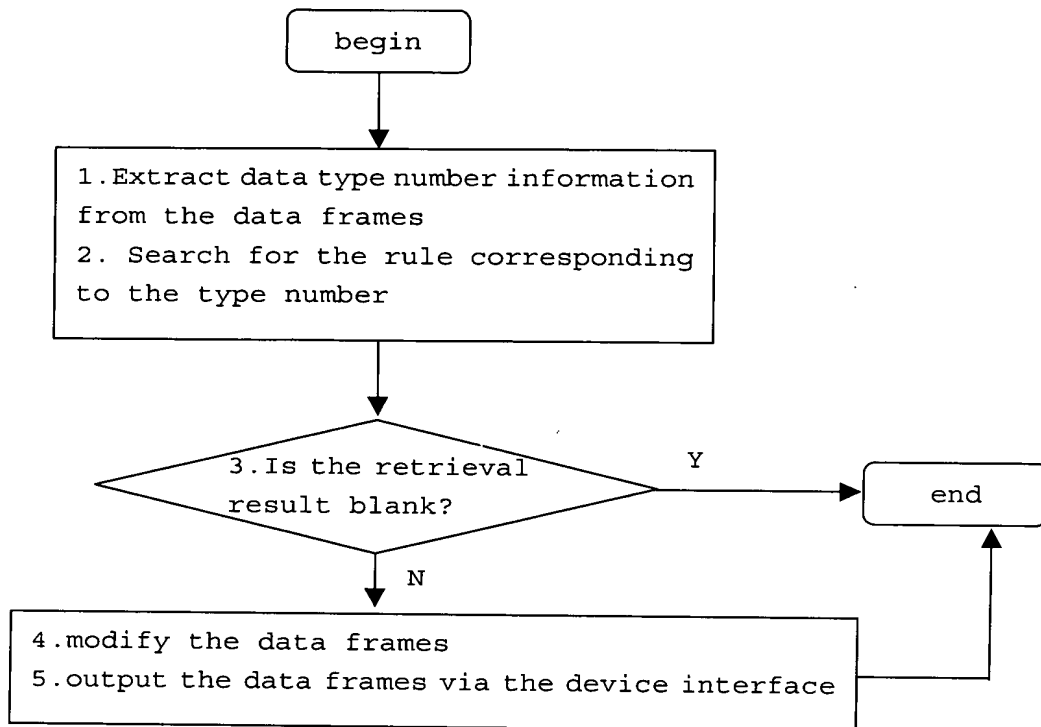 begin
1.Extract data type number information
from the data frames
2. Search for the rule corresponding
to the type number
3.Is the retrieval
result blank?
Y
end
N
4.modify the data frames
5.output the data frames via the device interface